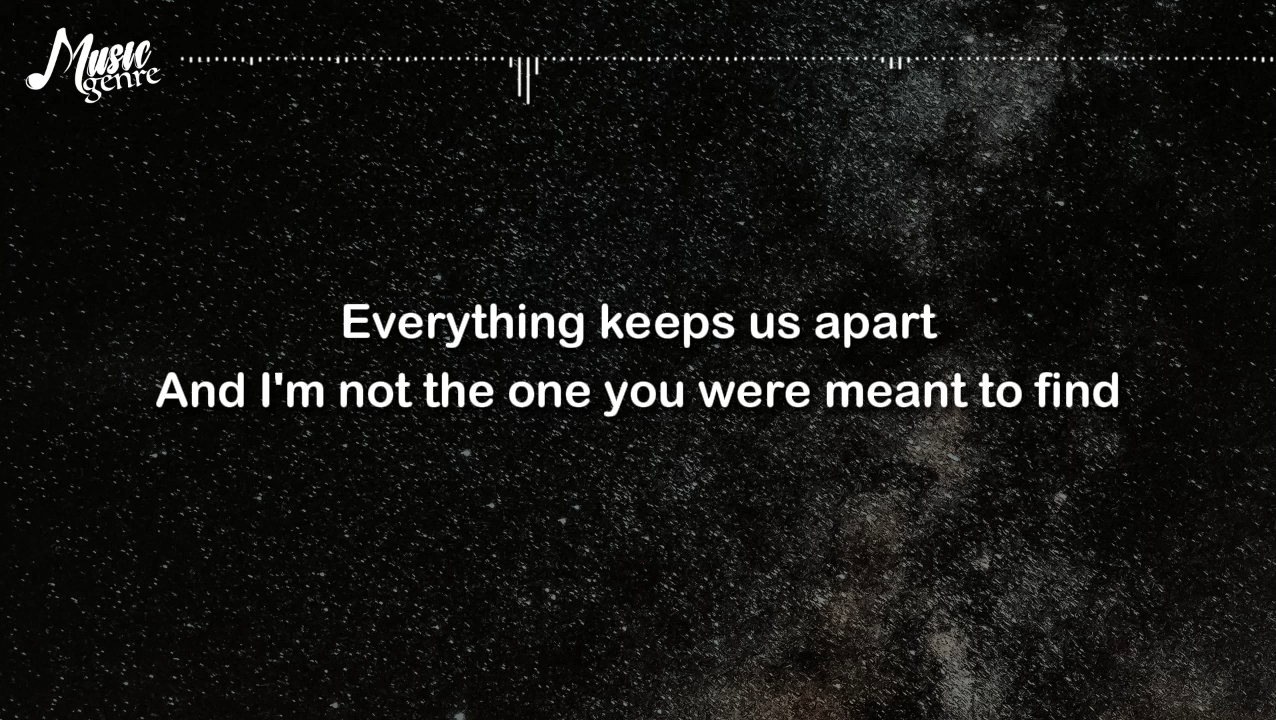 Music
genre
Everything keeps us apart
And I'm not the one you were meant to find